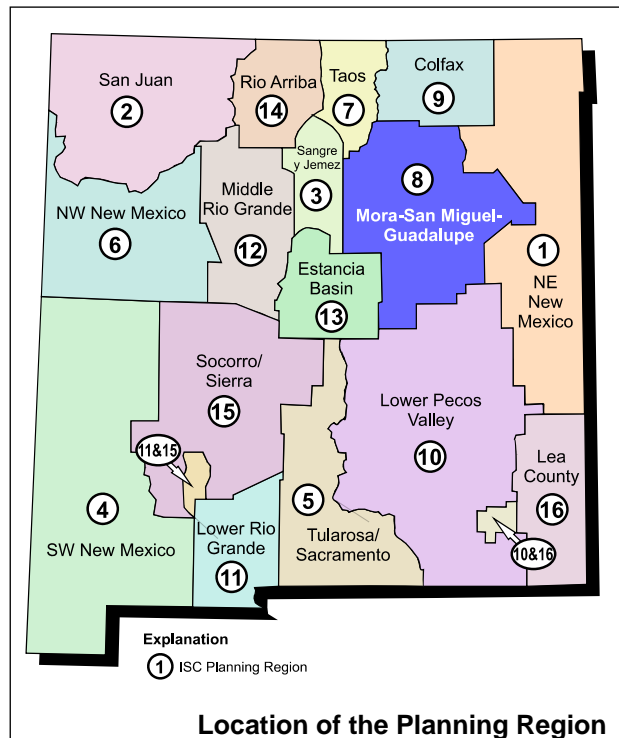 San Juan
2
Rio Arriba
14
Taos
7
Colfax
9
Sangre
y Jemez
3
8
Mora-San Miguel-
Guadalupe
NW New Mexico
6
Middle
Rio Grande
12
1
NE
New
Mexico
Estancia
Basin
13
Socorro/
Sierra
15
Lower Pecos
Valley
10
11&15
Lea
County
16
4
SW New Mexico
5
Tularosa/
Sacramento
Lower Rio
Grande
11
10&16
Explanation
1 ISC Planning Region
Location of the Planning Region